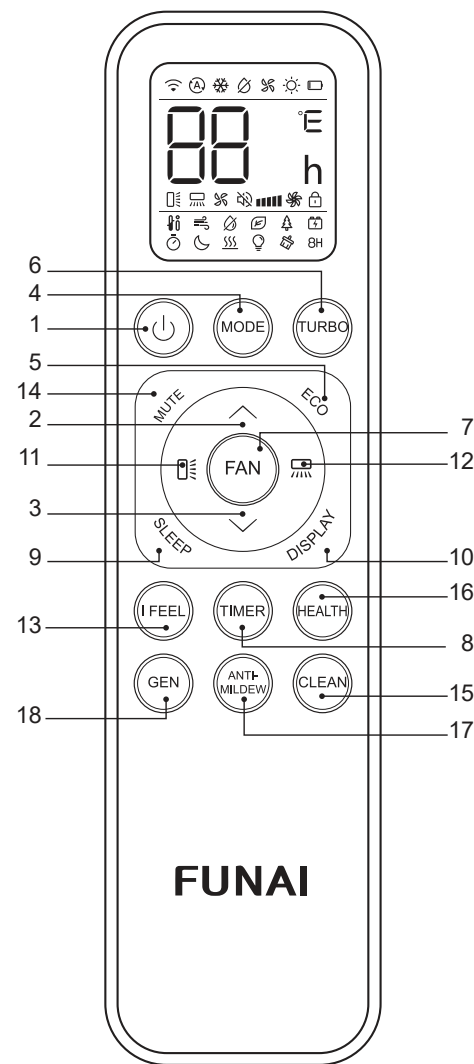 88 °E
h
8H
6
4
1
MODE
TURBO
5
14
MUTE
ECO
2
7
11
FAN
12
3
SLEEP
DISPLAY
9
10
16
I FEEL
TIMER
HEALTH
13
8
GEN
ANTI-
MILDEW
CLEAN
15
18
17
FUNAI